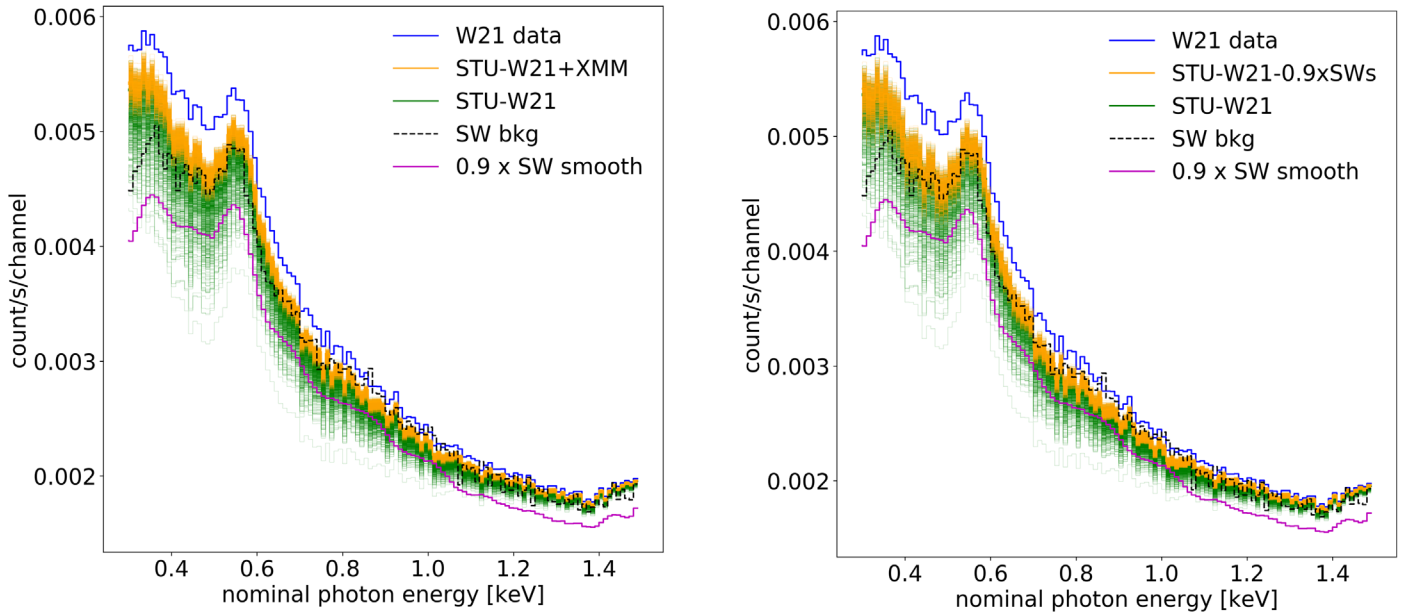 0.006
0.005
0.004
0.003
0.002
count/s/channel
W21 data
STU-W21+XMM
STU-W21
SW bkg
0.9 x SW smooth
0.4 0.6 0.8 1.0 1.2 1.4
nominal photon energy [keV]
0.006
0.005
0.004
0.003
0.002
count/s/channel
W21 data
STU-W21-0.9xSWs
STU-W21
SW bkg
0.9 x SW smooth
0.4 0.6 0.8 1.0 1.2 1.4
nominal photon energy [keV]